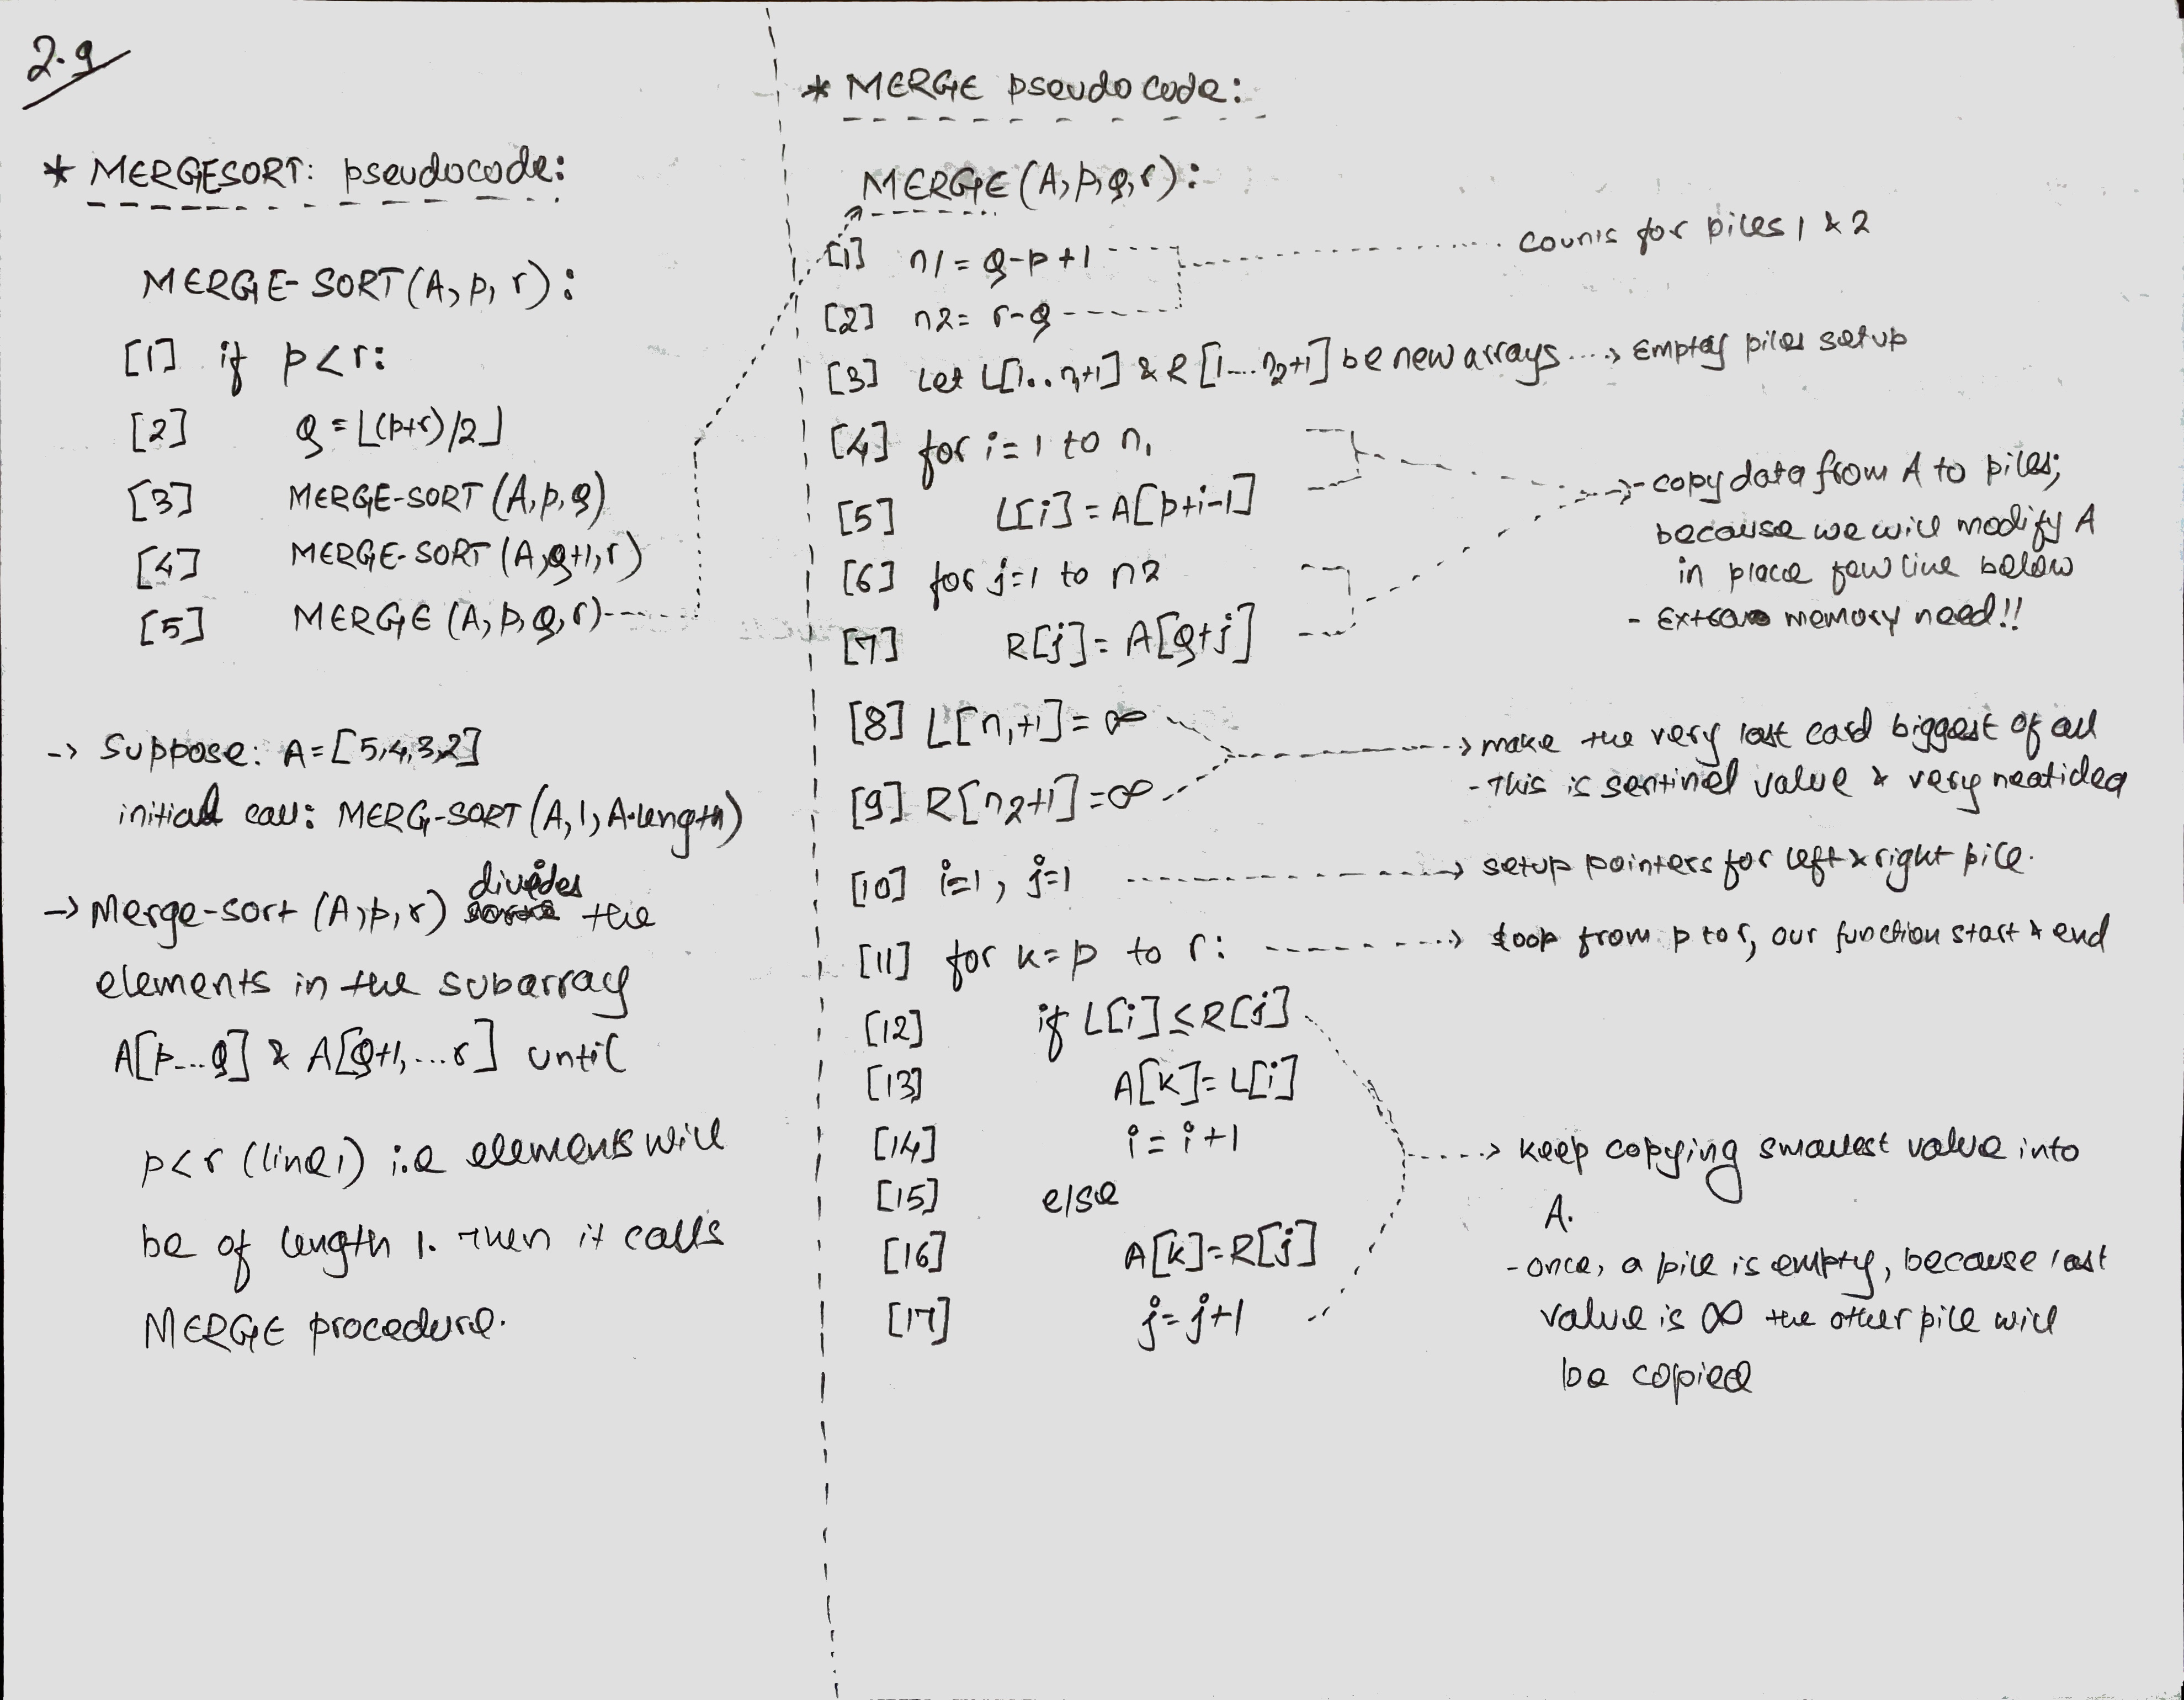 2.9
* MERGESORT: pseudocode:
MERGE-SORT(A, p, r):
[1] if p<r:
[2] q = ⌊(p+r)/2⌋
[3] MERGE-SORT (A, p, q)
[4] MERGE-SORT (A, q+1, r)
[5] MERGE (A, p, q, r)
-> Suppose: A=[5,4,3,2]
initial call: MERG-SORT (A, 1, A.length)
-> Merge-sort (A, p, r) divides the
elements in the subarray
A[p...q] & A[q+1,...r] until
p<r (line 1) i.e elements will
be of length 1. Then it calls
MERGE procedure.
* MERGE pseudo code:
MERGE (A, p, q, r):
[1] n1 = q-p+1 counts for piles 1 & 2
[2] n2 = r-q
[3] Let L[1..n₁+1] & R[1...n₂+1] be new arrays ...> Empty piles setup
[4] for i=1 to n₁
[5] L[i] = A[p+i-1]
-> - copy data from A to piles;
because we will modify A
in place few line below
- Extra memory need!!
[6] for j=1 to n2
[7] R[j] = A[q+j]
[8] L[n₁+1] = ∞
[9] R[n₂+1] = ∞
-> make the very last card biggest of all
- This is sentinel value & very neat idea
[10] i=1, j=1 -> setup pointers for left & right pile.
[11] for k=p to r: -> loop from p to r, our function start & end
[12] if L[i] ≤ R[j]
[13] A[k] = L[i]
[14] i = i+1
[15] else
[16] A[k] = R[j]
[17] j = j+1
-> keep copying smallest value into
A.
- once, a pile is empty, because last
value is ∞ the other pile will
be copied